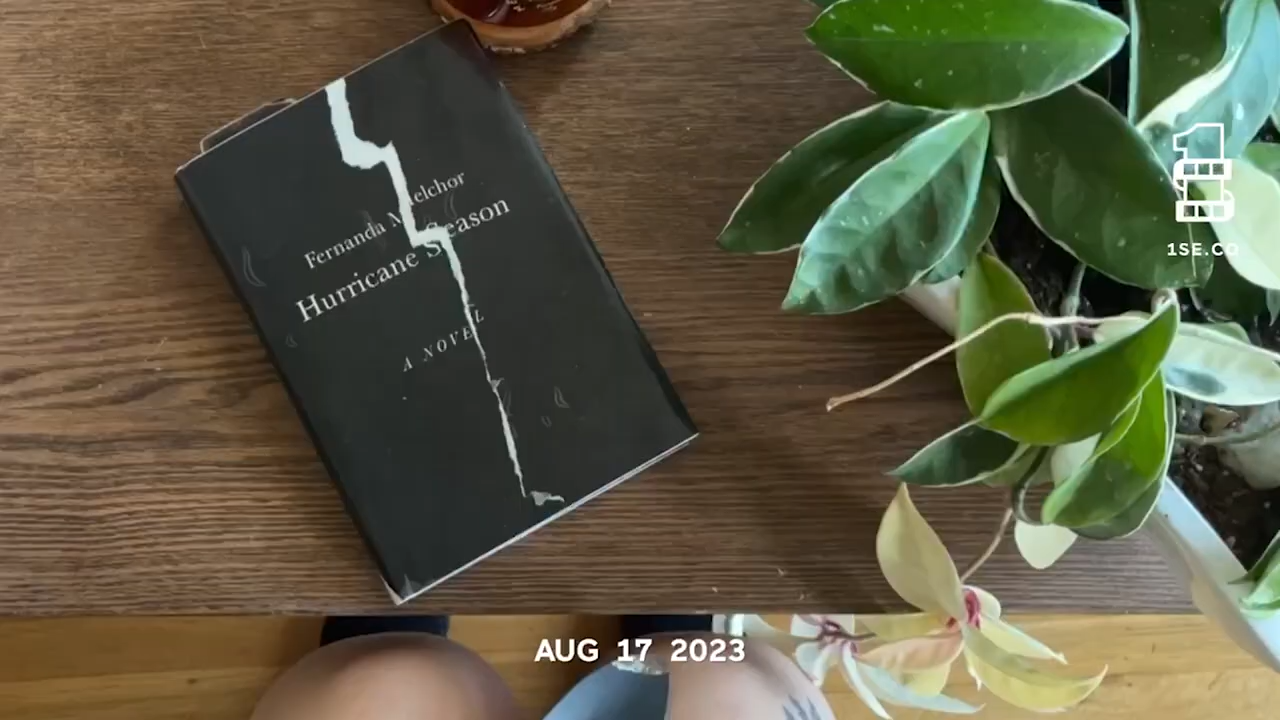 Fernanda Melchor
Hurricane Season
A NOVEL
1SE.CO
AUG 17 2023